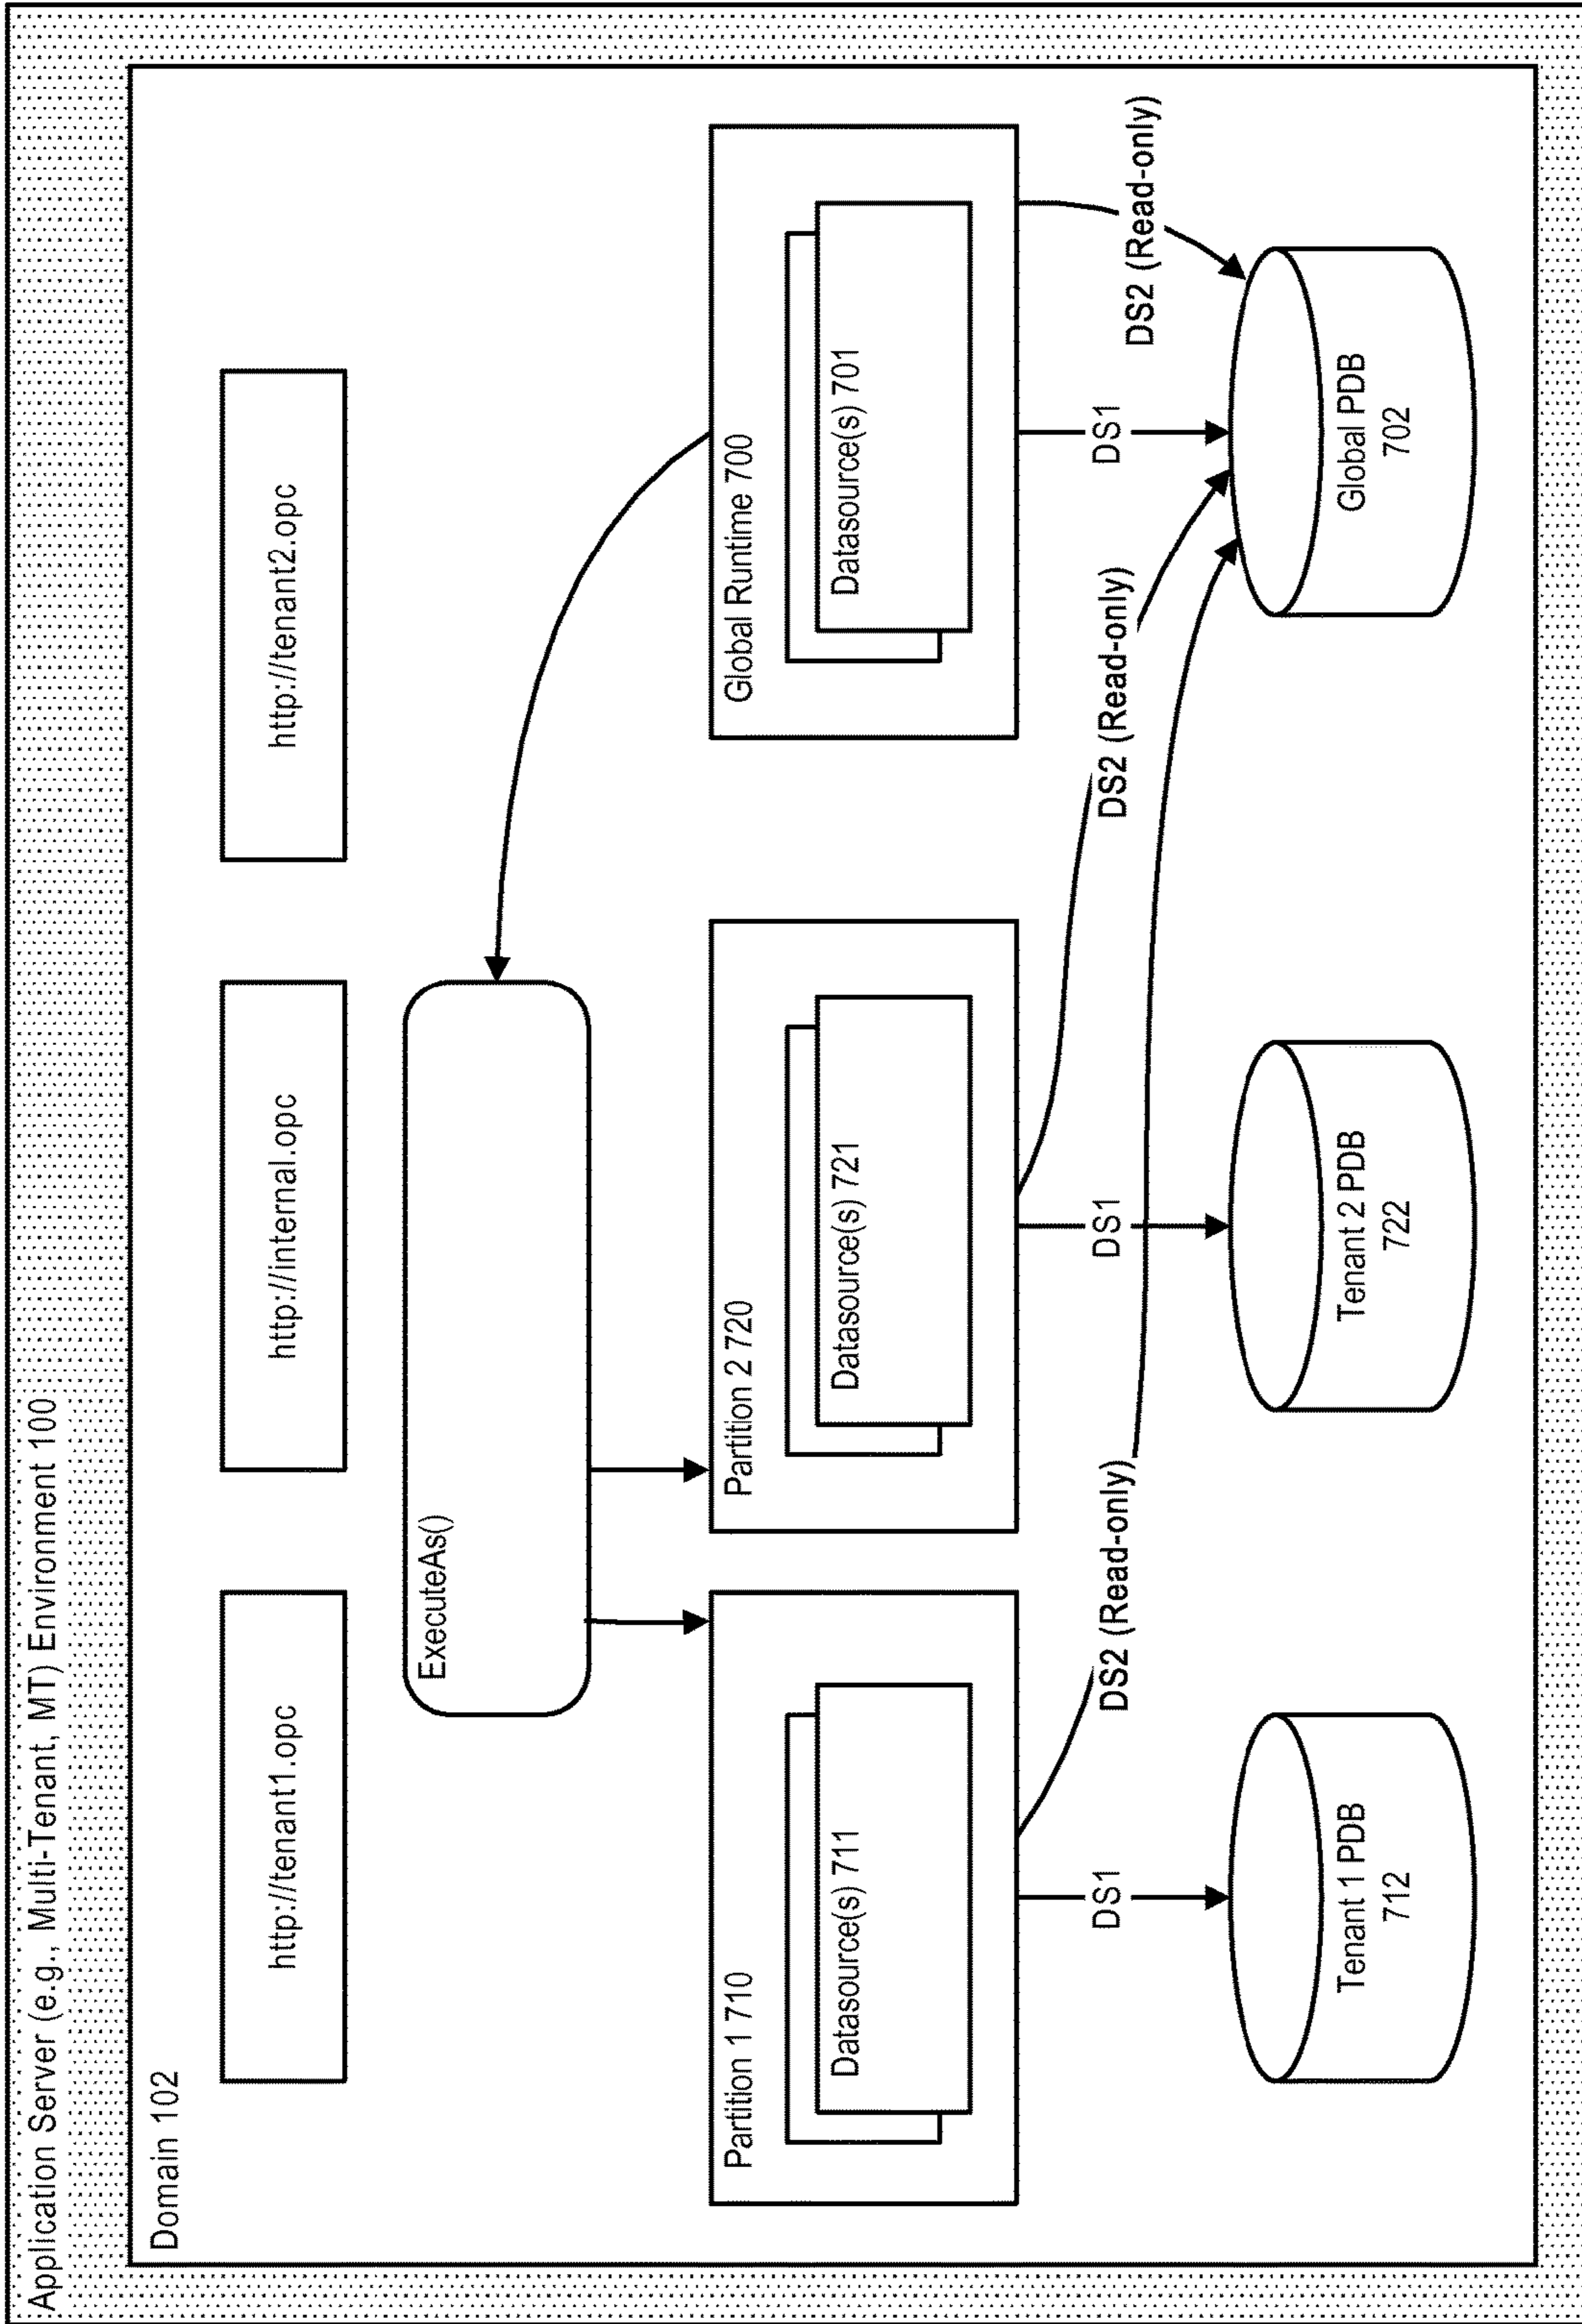 Application Server (e.g., Multi-Tenant, MT) Environment 100
Domain 102
http://tenant1.opc
http://internal.opc
http://tenant2.opc
ExecuteAs()
Partition 1 710
Partition 2 720
Global Runtime 700
Datasource(s) 711
Datasource(s) 721
Datasource(s) 701
DS1
DS2 (Read-only)
DS1
DS2 (Read-only)
DS1
DS2 (Read-only)
Tenant 1 PDB
712
Tenant 2 PDB
722
Global PDB
702